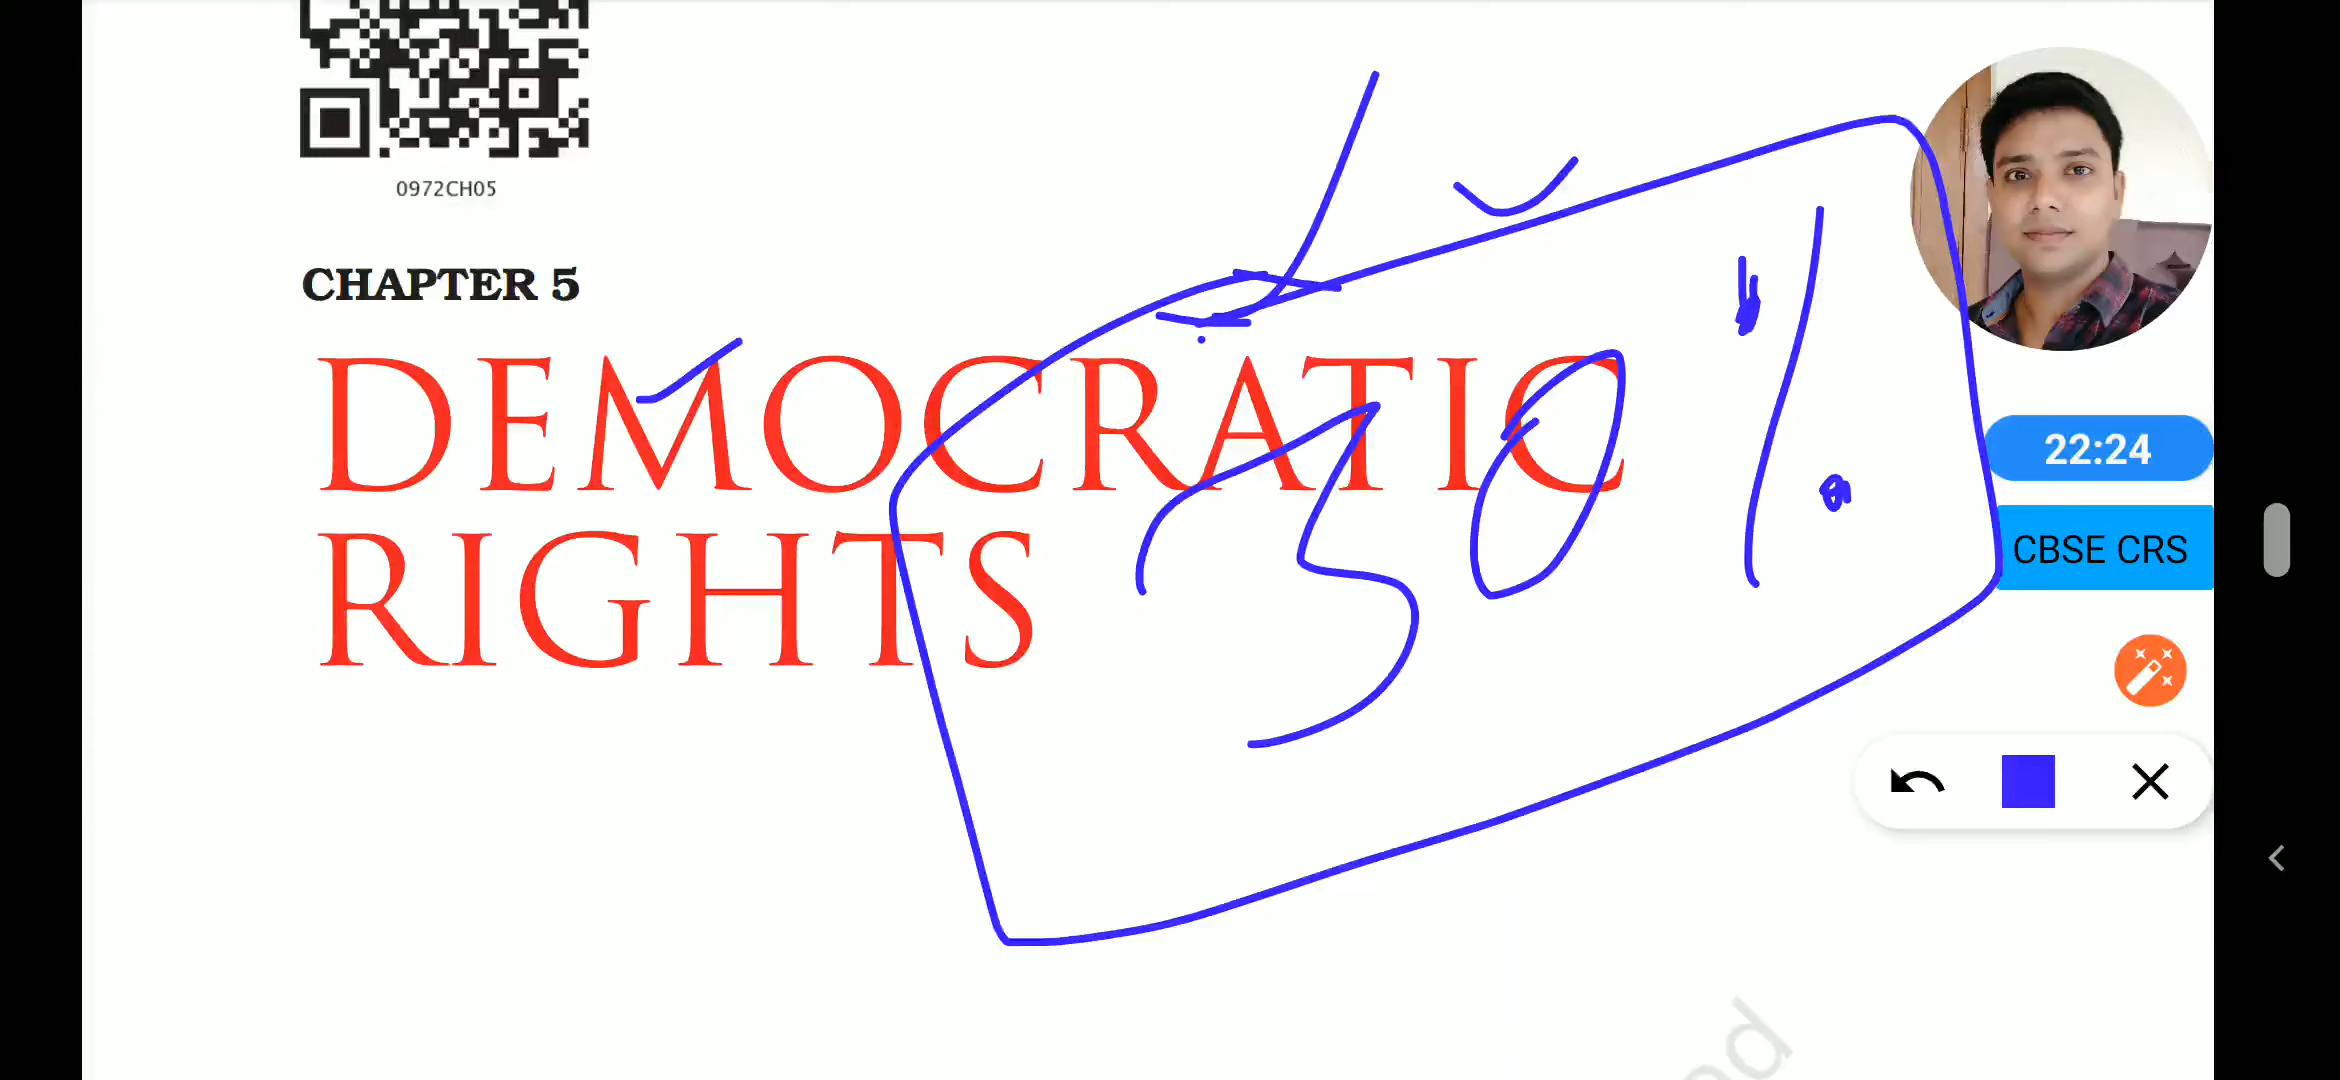 0972CH05
CHAPTER 5
DEMOCRATIC
RIGHTS
30%
22:24
CBSE CRS